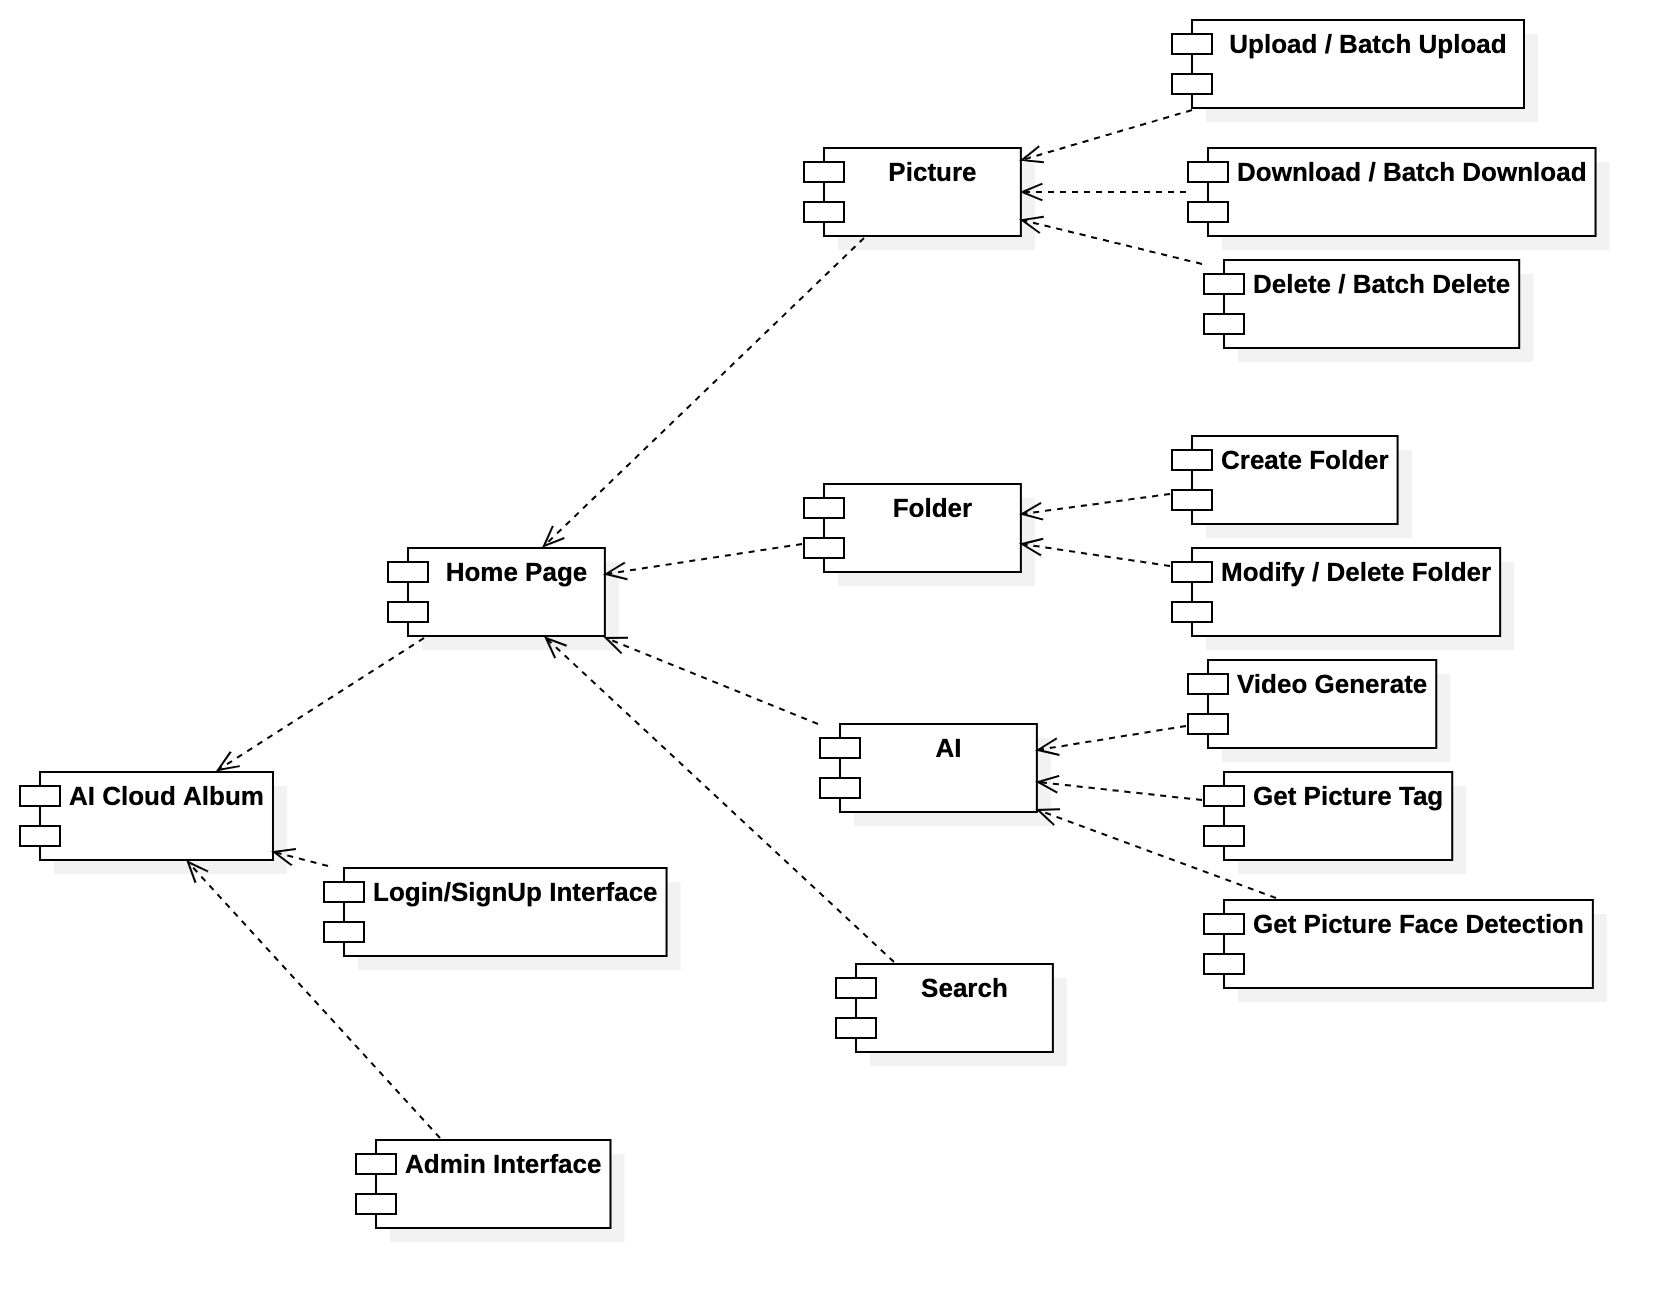 Upload / Batch Upload
Picture
Download / Batch Download
Delete / Batch Delete
Create Folder
Folder
Home Page
Modify / Delete Folder
Video Generate
AI
AI Cloud Album
Get Picture Tag
Login/SignUp Interface
Get Picture Face Detection
Search
Admin Interface